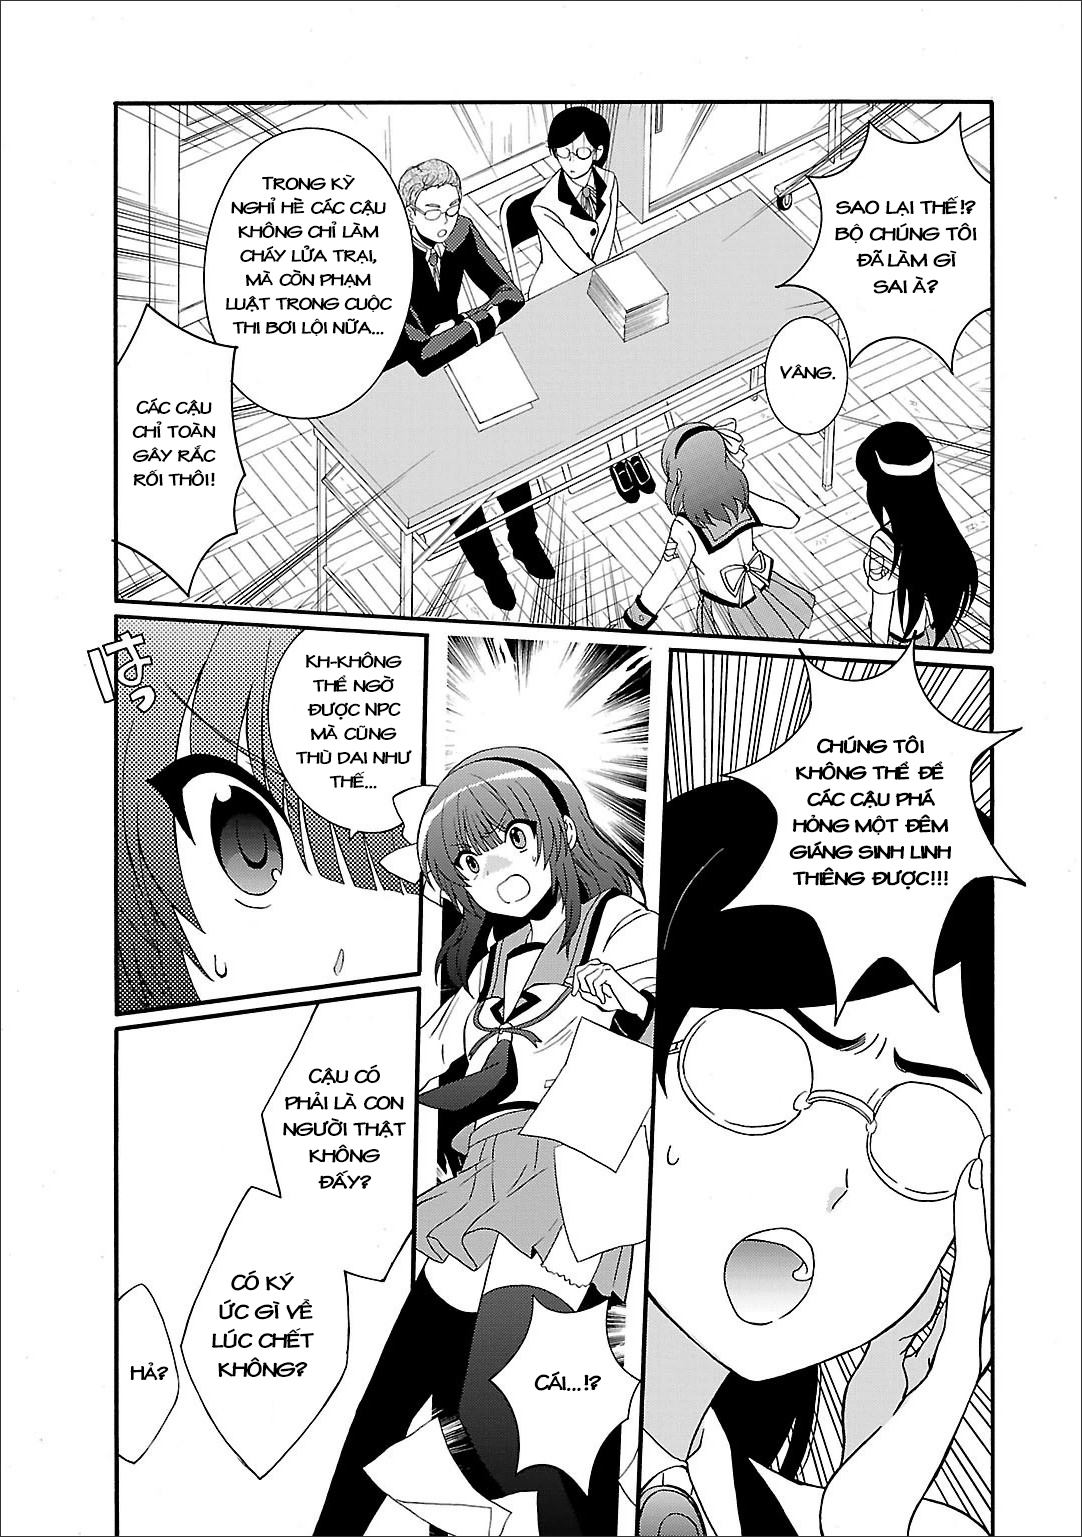 SAO LẠI THẾ!?
BỘ CHÚNG TÔI
ĐÃ LÀM GÌ
SAI À?
VÂNG.
TRONG KỲ
NGHỈ HÈ CÁC CẬU
KHÔNG CHỈ LÀM
CHÁY LỬA TRẠI,
MÀ CÒN PHẠM
LUẬT TRONG CUỘC
THI BƠI LỘI NỮA...
CÁC CẬU
CHỈ TOÀN
GÂY RẮC
RỐI THÔI!
CHÚNG TÔI
KHÔNG THỂ ĐỂ
CÁC CẬU PHÁ
HỎNG MỘT ĐÊM
GIÁNG SINH LINH
THIÊNG ĐƯỢC!!!
CÁI...!?
KH-KHÔNG
THỂ NGỜ
ĐƯỢC NPC
MÀ CŨNG
THÙ DAI NHƯ
THẾ...
はっ
CẬU CÓ
PHẢI LÀ CON
NGƯỜI THẬT
KHÔNG
ĐẤY?
CÓ KÝ
ỨC GÌ VỀ
LÚC CHẾT
KHÔNG?
HẢ?